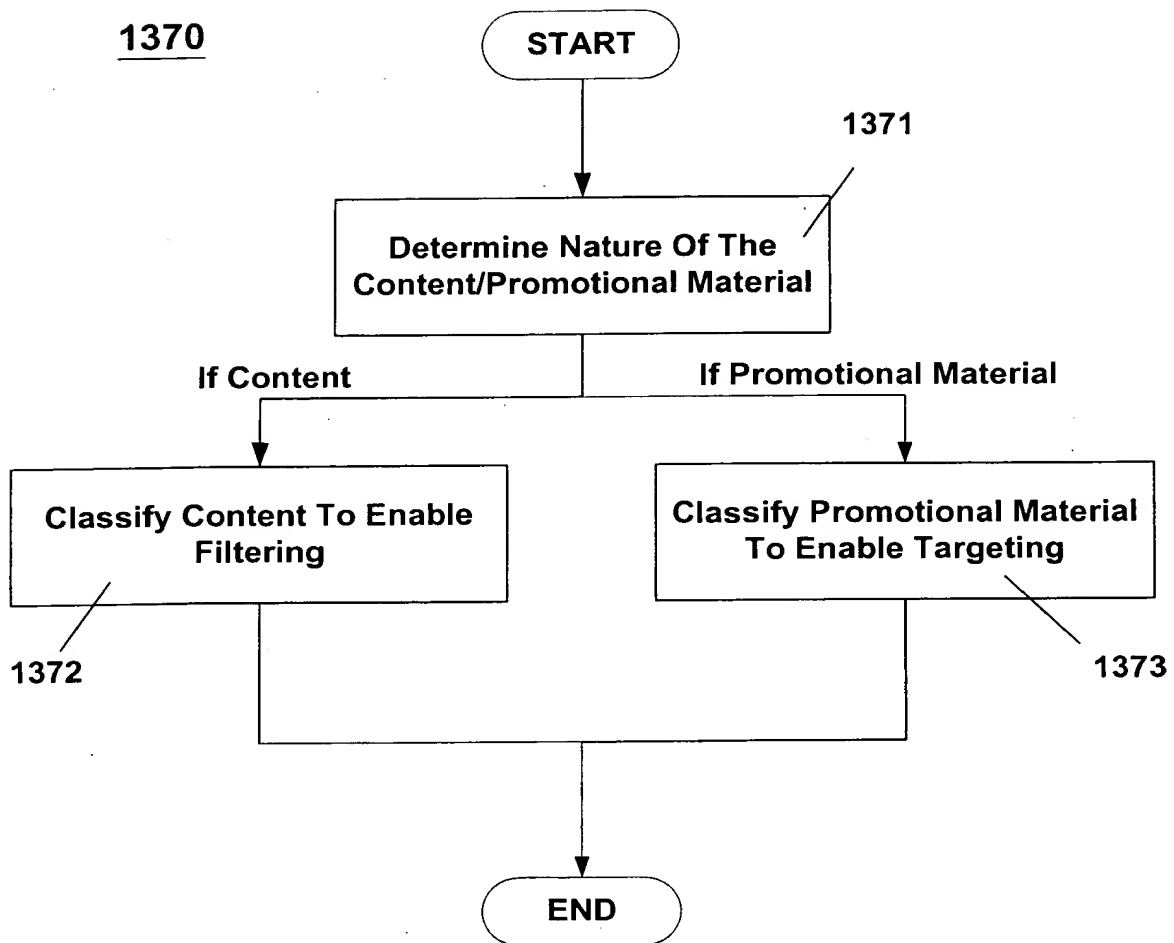 1370
START
1371
Determine Nature Of The
Content/Promotional Material
If Content
If Promotional Material
Classify Content To Enable
Filtering
Classify Promotional Material
To Enable Targeting
1372
1373
END